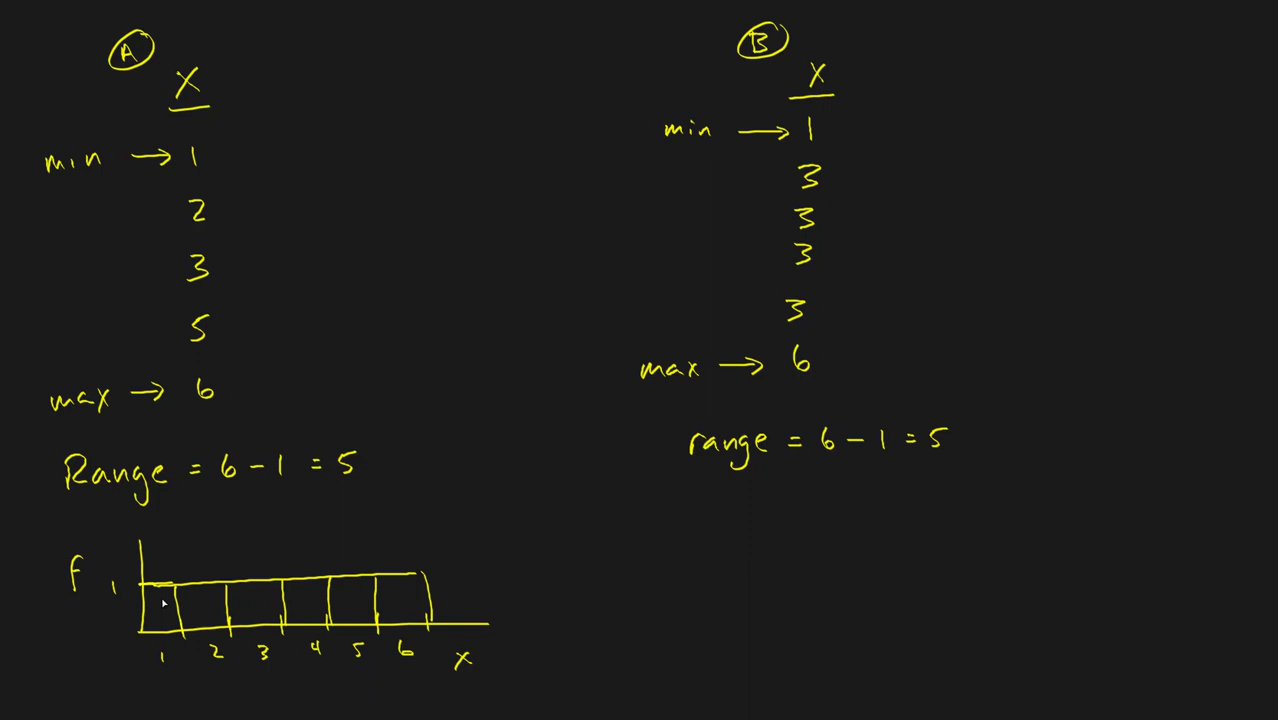 A
X
min → 1
2
3
5
max → 6
Range = 6 - 1 = 5
f 1
1 2 3 4 5 6 x
B
x
min → 1
3
3
3
3
max → 6
range = 6 - 1 = 5